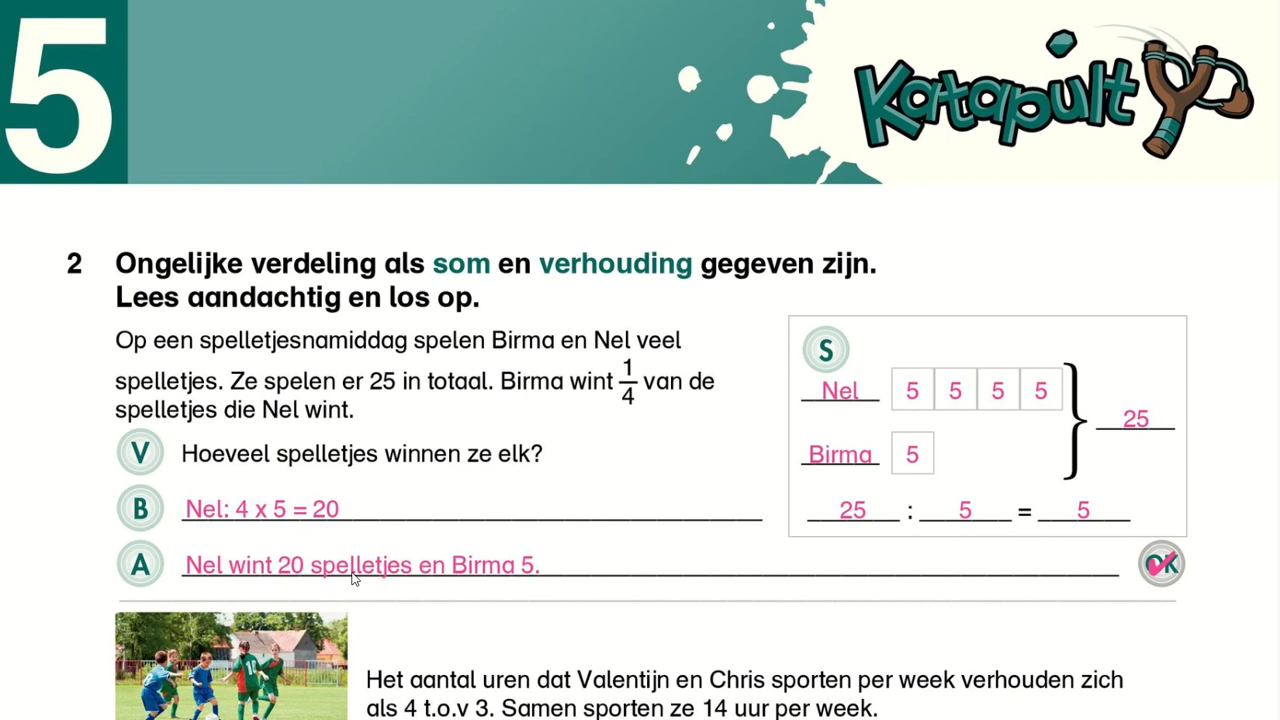 5
Katapult
2 Ongelijke verdeling als som en verhouding gegeven zijn.
Lees aandachtig en los op.
Op een spelletjesnamiddag spelen Birma en Nel veel
spelletjes. Ze spelen er 25 in totaal. Birma wint 1/4 van de
spelletjes die Nel wint.
V Hoeveel spelletjes winnen ze elk?
B Nel: 4 x 5 = 20
A Nel wint 20 spelletjes en Birma 5.
S
Nel 5 5 5 5
25
Birma 5
25 : 5 = 5
OK
Het aantal uren dat Valentijn en Chris sporten per week verhouden zich
als 4 t.o.v 3. Samen sporten ze 14 uur per week.